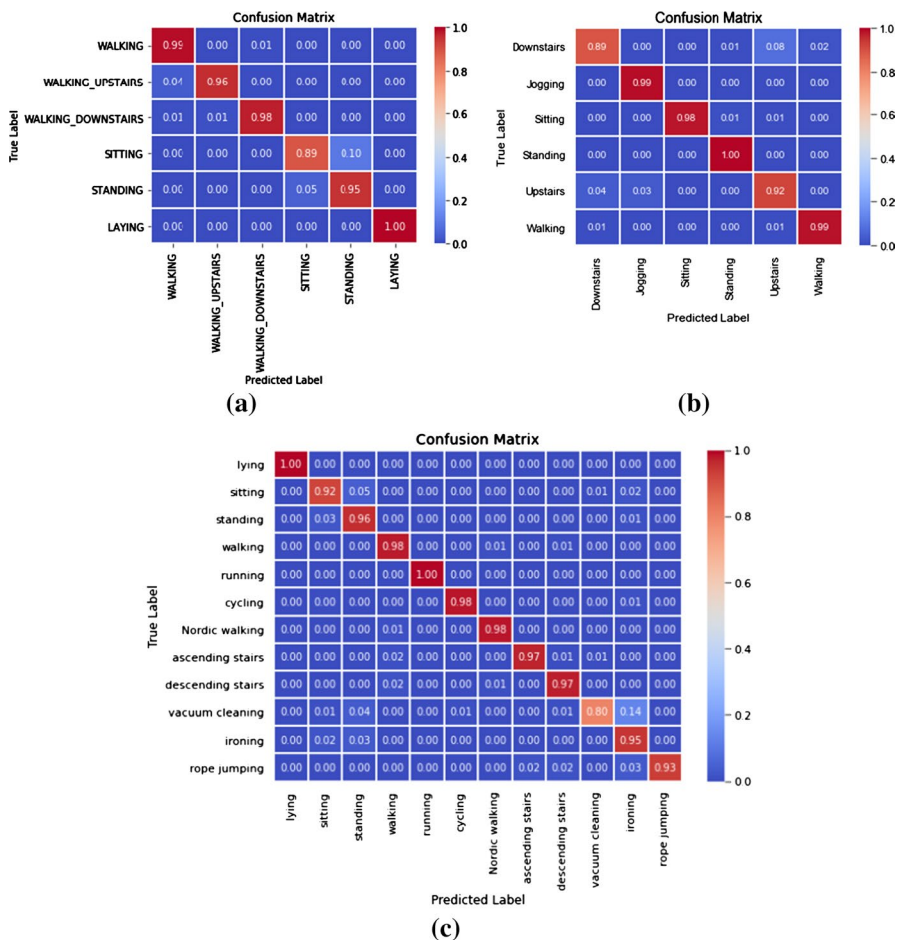 Confusion Matrix
WALKING 0.99 0.00 0.01 0.00 0.00 0.00
WALKING_UPSTAIRS 0.04 0.96 0.00 0.00 0.00 0.00
WALKING_DOWNSTAIRS 0.01 0.01 0.98 0.00 0.00 0.00
SITTING 0.00 0.00 0.00 0.89 0.10 0.00
STANDING 0.00 0.00 0.00 0.05 0.95 0.00
LAYING 0.00 0.00 0.00 0.00 0.00 1.00
True Label
1.0
0.8
0.6
0.4
0.2
0.0
WALKING
WALKING_UPSTAIRS
WALKING_DOWNSTAIRS
SITTING
STANDING
LAYING
Predicted Label
(a)
Confusion Matrix
Downstairs 0.89 0.00 0.00 0.01 0.08 0.02
Jogging 0.00 0.99 0.00 0.00 0.00 0.00
Sitting 0.00 0.00 0.98 0.01 0.01 0.00
Standing 0.00 0.00 0.00 1.00 0.00 0.00
Upstairs 0.04 0.03 0.00 0.00 0.92 0.00
Walking 0.01 0.00 0.00 0.00 0.01 0.99
True Label
1.0
0.8
0.6
0.4
0.2
0.0
Downstairs
Jogging
Sitting
Standing
Upstairs
Walking
Predicted Label
(b)
Confusion Matrix
lying 1.00 0.00 0.00 0.00 0.00 0.00 0.00 0.00 0.00 0.00 0.00 0.00
sitting 0.00 0.92 0.05 0.00 0.00 0.00 0.00 0.00 0.00 0.01 0.02 0.00
standing 0.00 0.03 0.96 0.00 0.00 0.00 0.00 0.00 0.00 0.00 0.01 0.00
walking 0.00 0.00 0.00 0.98 0.00 0.00 0.01 0.00 0.01 0.00 0.00 0.00
running 0.00 0.00 0.00 0.00 1.00 0.00 0.00 0.00 0.00 0.00 0.00 0.00
cycling 0.00 0.00 0.00 0.00 0.00 0.98 0.00 0.00 0.00 0.00 0.01 0.00
Nordic walking 0.00 0.00 0.00 0.01 0.00 0.00 0.98 0.00 0.00 0.00 0.00 0.00
ascending stairs 0.00 0.00 0.00 0.02 0.00 0.00 0.00 0.97 0.01 0.01 0.00 0.00
descending stairs 0.00 0.00 0.00 0.02 0.00 0.00 0.01 0.00 0.97 0.00 0.00 0.00
vacuum cleaning 0.00 0.01 0.04 0.00 0.00 0.01 0.00 0.00 0.01 0.80 0.14 0.00
ironing 0.00 0.02 0.03 0.00 0.00 0.00 0.00 0.00 0.00 0.00 0.95 0.00
rope jumping 0.00 0.00 0.00 0.00 0.00 0.00 0.00 0.02 0.02 0.00 0.03 0.93
True Label
1.0
0.8
0.6
0.4
0.2
0.0
lying
sitting
standing
walking
running
cycling
Nordic walking
ascending stairs
descending stairs
vacuum cleaning
ironing
rope jumping
Predicted Label
(c)